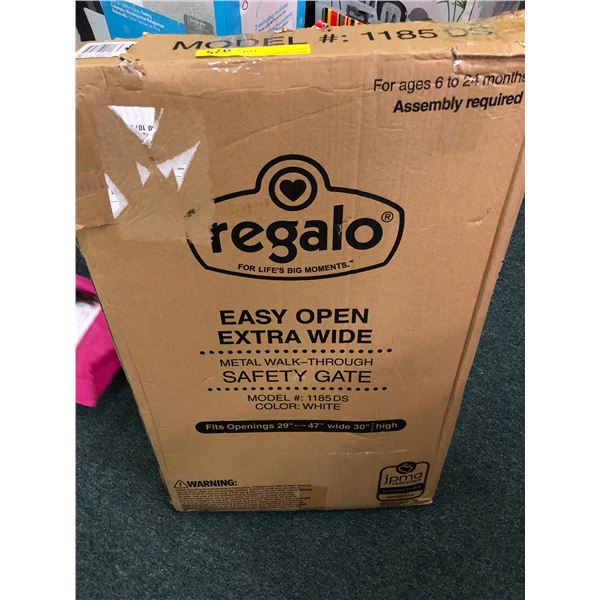 MODEL #: 1185 DS
For ages 6 to 24 months
Assembly required
regalo®
FOR LIFE'S BIG MOMENTS.™
EASY OPEN
EXTRA WIDE
METAL WALK-THROUGH
SAFETY GATE
MODEL #: 1185 DS
COLOR: WHITE
Fits Openings 29" 47" wide 30" high
WARNING:
jpma